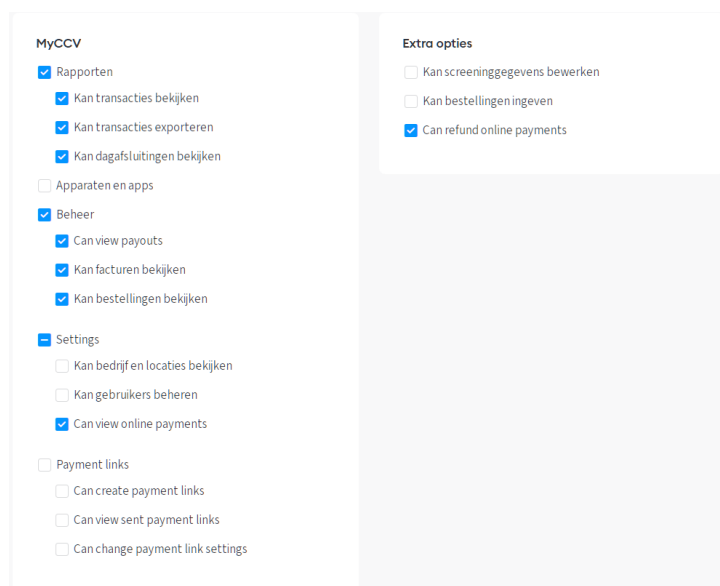 MyCCV
Rapporten
Kan transacties bekijken
Kan transacties exporteren
Kan dagafsluitingen bekijken
Apparaten en apps
Beheer
Can view payouts
Kan facturen bekijken
Kan bestellingen bekijken
Settings
Kan bedrijf en locaties bekijken
Kan gebruikers beheren
Can view online payments
Payment links
Can create payment links
Can view sent payment links
Can change payment link settings
Extra opties
Kan screeninggegevens bewerken
Kan bestellingen ingeven
Can refund online payments